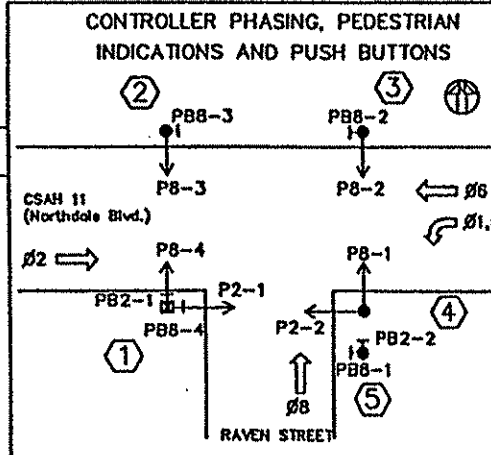 CONTROLLER PHASING, PEDESTRIAN
INDICATIONS AND PUSH BUTTONS
2
3
PB8-3
PB8-2
P8-3
P8-2
Ø6
CSAH 11
(Northdale Blvd.)
Ø1,
Ø2
P8-4
P8-1
PB2-1
P2-1
PB8-4
P2-2
4
PB2-2
1
PB8-1
Ø8
5
RAVEN STREET